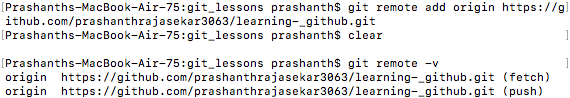 [Prashanths-MacBook-Air-75:git_lessons prashanth$ git remote add origin https://g]
ithub.com/prashanthrajasekar3063/learning-_github.git
[Prashanths-MacBook-Air-75:git_lessons prashanth$ clear
[Prashanths-MacBook-Air-75:git_lessons prashanth$ git remote -v
origin  https://github.com/prashanthrajasekar3063/learning-_github.git (fetch)
origin  https://github.com/prashanthrajasekar3063/learning-_github.git (push)